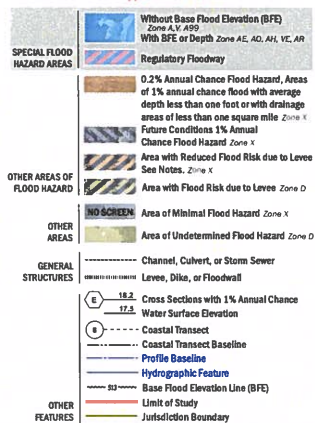 Without Base Flood Elevation (BFE)
Zone A,V, A99
With BFE or Depth Zone AE, AO, AH, VE, AR
SPECIAL FLOOD
HAZARD AREAS
Regulatory Floodway
0.2% Annual Chance Flood Hazard, Areas
of 1% annual chance flood with average
depth less than one foot or with drainage
areas of less than one square mile Zone X
Future Conditions 1% Annual
Chance Flood Hazard Zone X
Area with Reduced Flood Risk due to Levee
See Notes. Zone X
OTHER AREAS OF
FLOOD HAZARD
Area with Flood Risk due to Levee Zone D
NO SCREEN Area of Minimal Flood Hazard Zone X
OTHER
AREAS
Area of Undetermined Flood Hazard Zone D
GENERAL
STRUCTURES
Channel, Culvert, or Storm Sewer
Levee, Dike, or Floodwall
E 18.2 Cross Sections with 1% Annual Chance
17.5 Water Surface Elevation
8 Coastal Transect
Coastal Transect Baseline
Profile Baseline
Hydrographic Feature
513 Base Flood Elevation Line (BFE)
OTHER
FEATURES
Limit of Study
Jurisdiction Boundary